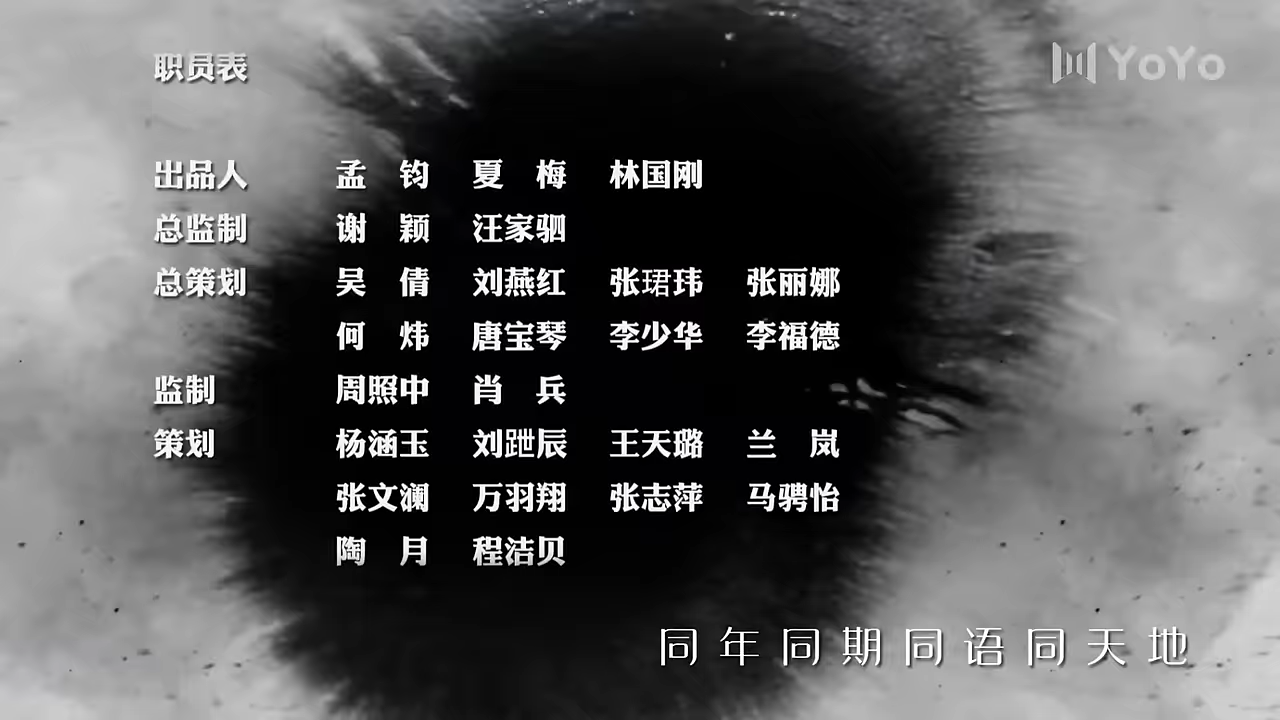 职员表
YoYo
出品人 孟 钧 夏 梅 林国刚
总监制 谢 颖 汪家驷
总策划 吴 倩 刘燕红 张珺玮 张丽娜
何 炜 唐宝琴 李少华 李福德
监制 周照中 肖 兵
策划 杨涵玉 刘跇辰 王天璐 兰 岚
张文澜 万羽翔 张志萍 马骋怡
陶 月 程洁贝
同年同期同语同天地